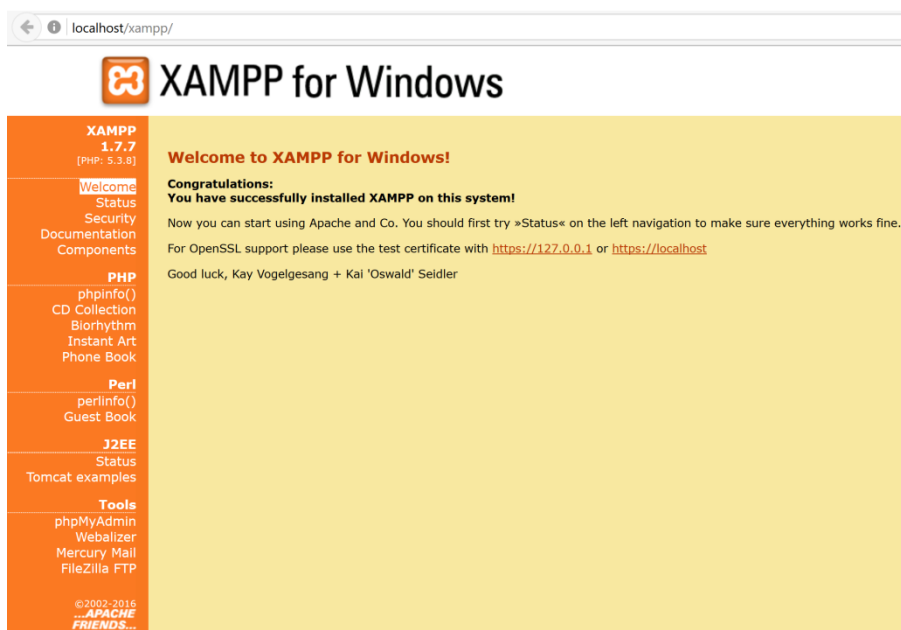 localhost/xampp/
XAMPP for Windows
XAMPP
1.7.7
[PHP: 5.3.8]
Welcome
Status
Security
Documentation
Components
PHP
phpinfo()
CD Collection
Biorhythm
Instant Art
Phone Book
Perl
perlinfo()
Guest Book
J2EE
Status
Tomcat examples
Tools
phpMyAdmin
Webalizer
Mercury Mail
FileZilla FTP
©2002-2016
...APACHE
FRIENDS...
Welcome to XAMPP for Windows!
Congratulations:
You have successfully installed XAMPP on this system!
Now you can start using Apache and Co. You should first try »Status« on the left navigation to make sure everything works fine.
For OpenSSL support please use the test certificate with https://127.0.0.1 or https://localhost
Good luck, Kay Vogelgesang + Kai 'Oswald' Seidler